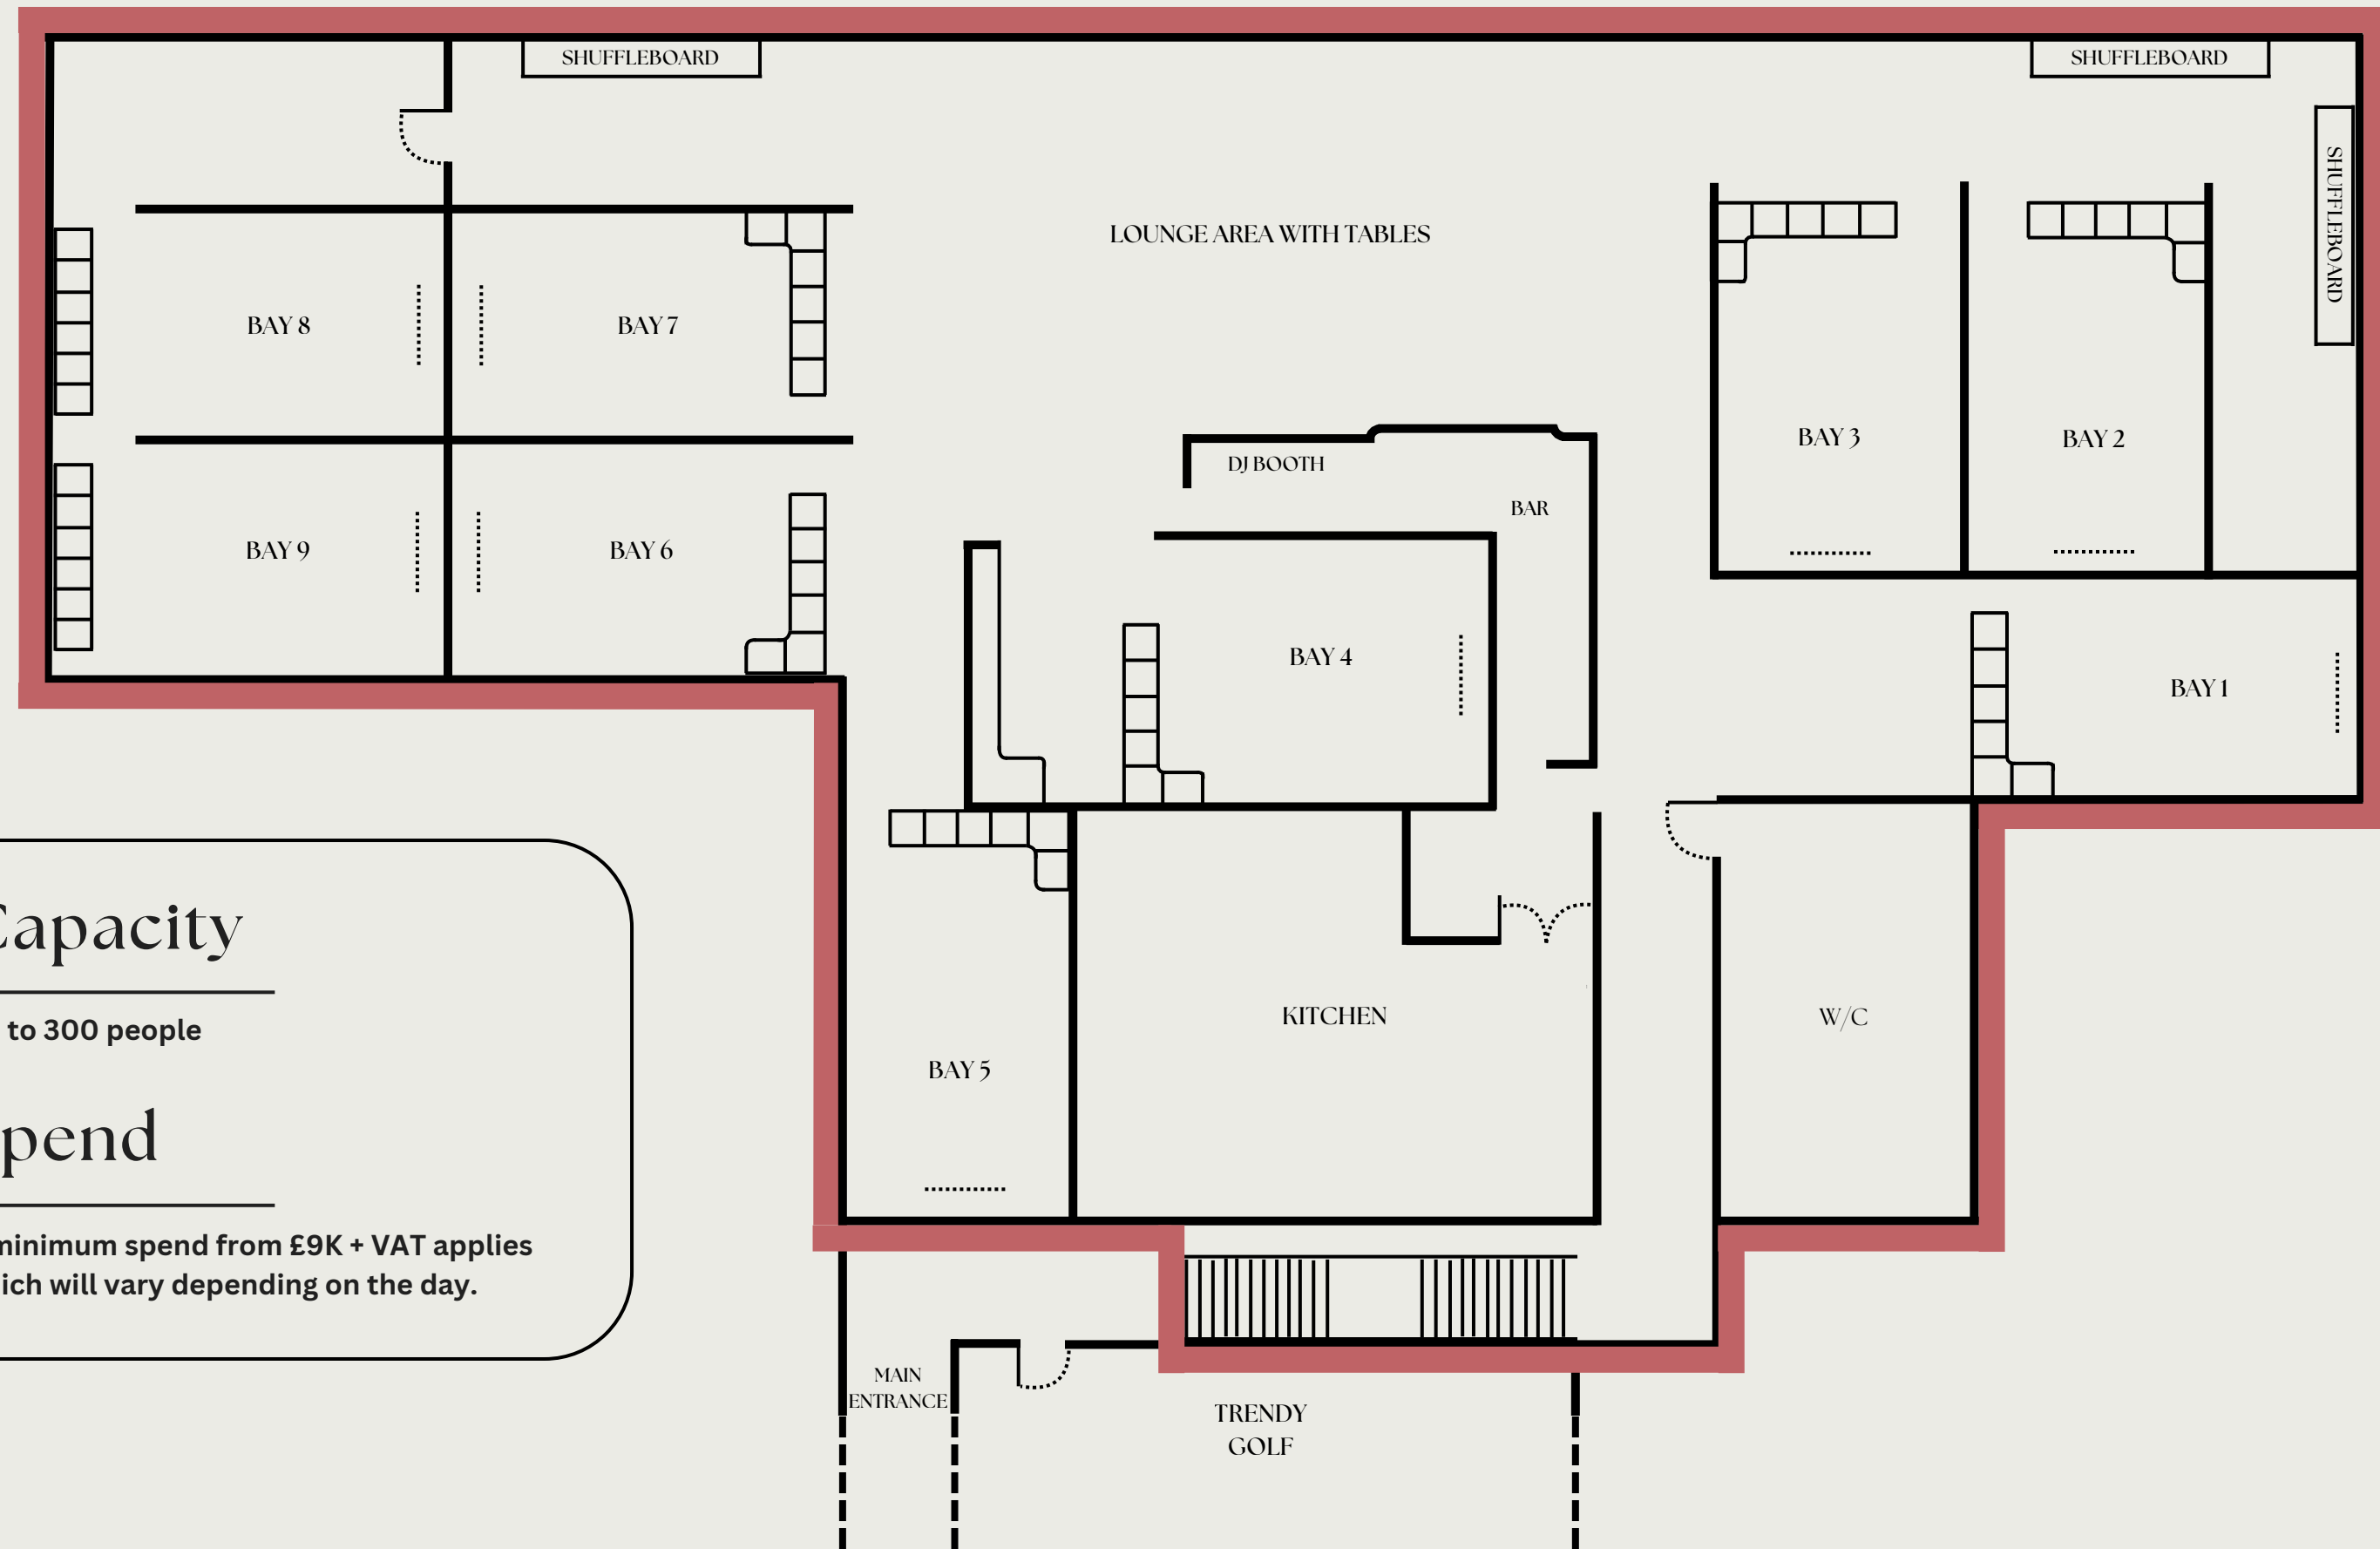 SHUFFLEBOARD
SHUFFLEBOARD
SHUFFLEBOARD
LOUNGE AREA WITH TABLES
BAY 8
BAY 7
BAY 3
BAY 2
DJ BOOTH
BAR
BAY 9
BAY 6
BAY 4
BAY 1
Capacity
to 300 people
KITCHEN
W/C
BAY 5
pend
minimum spend from £9K + VAT applies
ich will vary depending on the day.
MAIN
ENTRANCE
TRENDY
GOLF